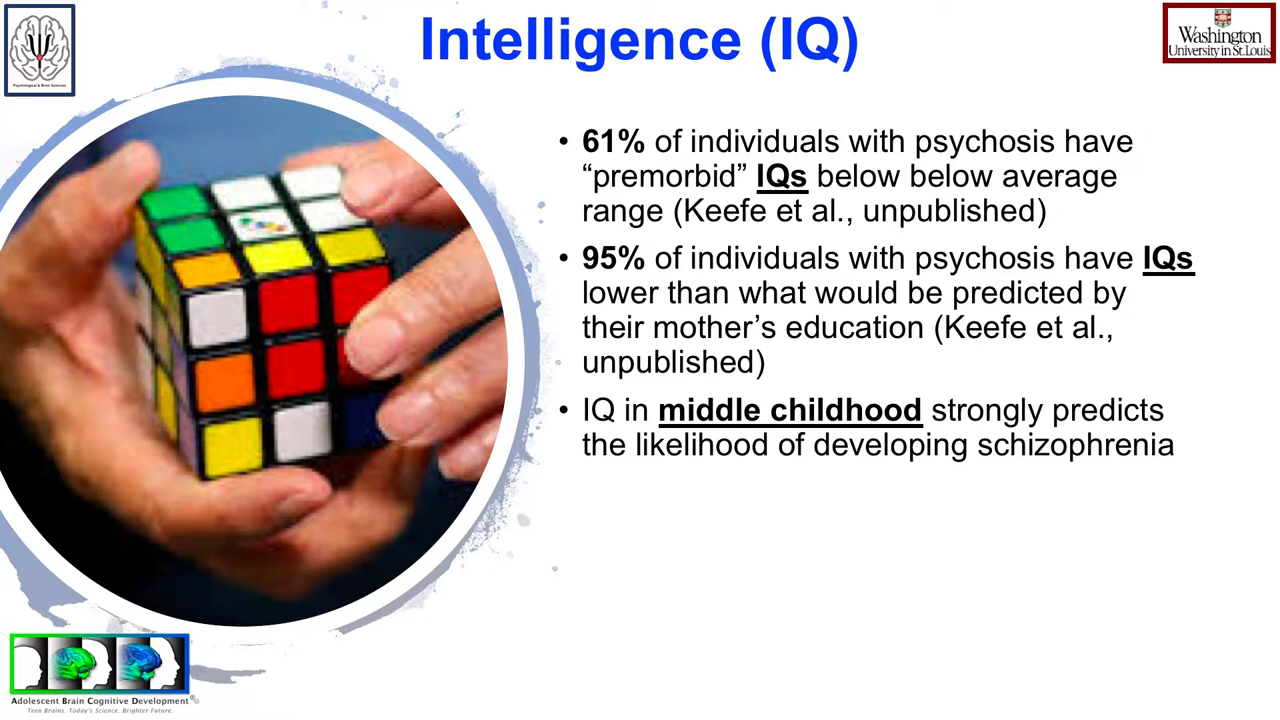 Intelligence (IQ)
Psychological & Brain Sciences
Washington
University in St. Louis
• 61% of individuals with psychosis have
“premorbid” IQs below below average
range (Keefe et al., unpublished)
• 95% of individuals with psychosis have IQs
lower than what would be predicted by
their mother’s education (Keefe et al.,
unpublished)
• IQ in middle childhood strongly predicts
the likelihood of developing schizophrenia
Adolescent Brain Cognitive Development
Teen Brains. Today’s Science. Brighter Future.